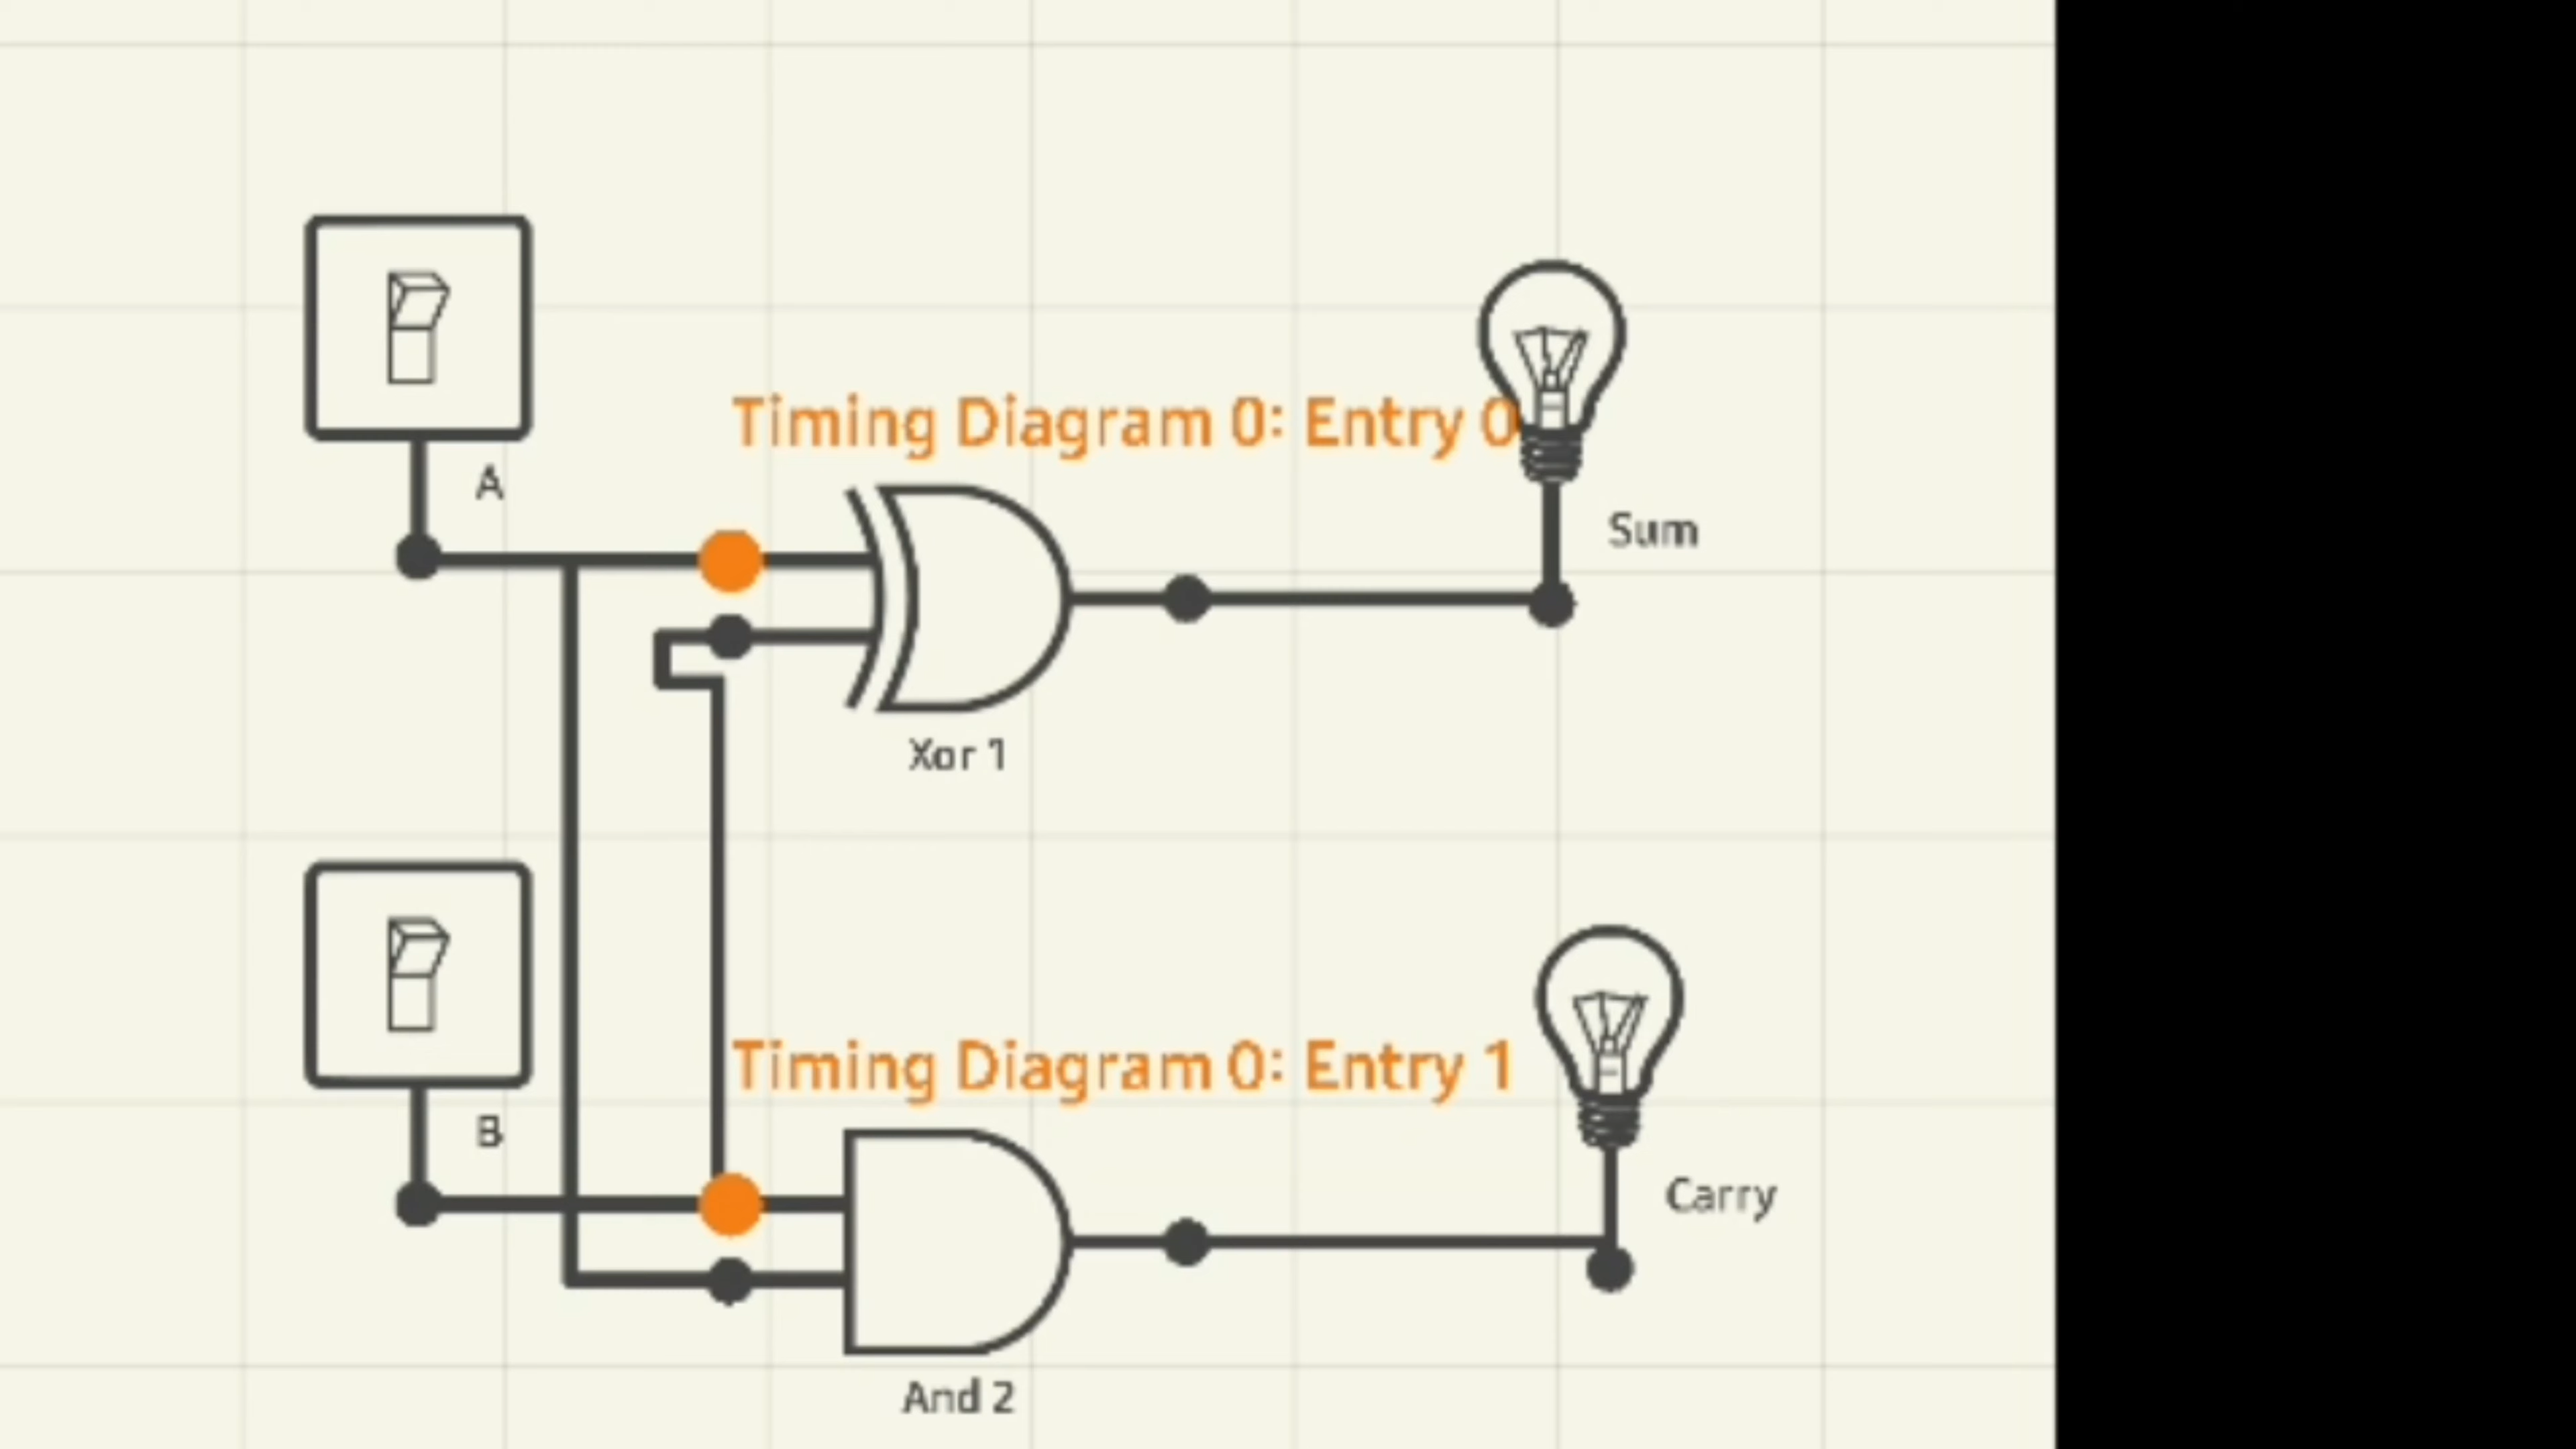 Timing Diagram 0: Entry 0
A
Sum
Xor 1
Timing Diagram 0: Entry 1
B
Carry
And 2